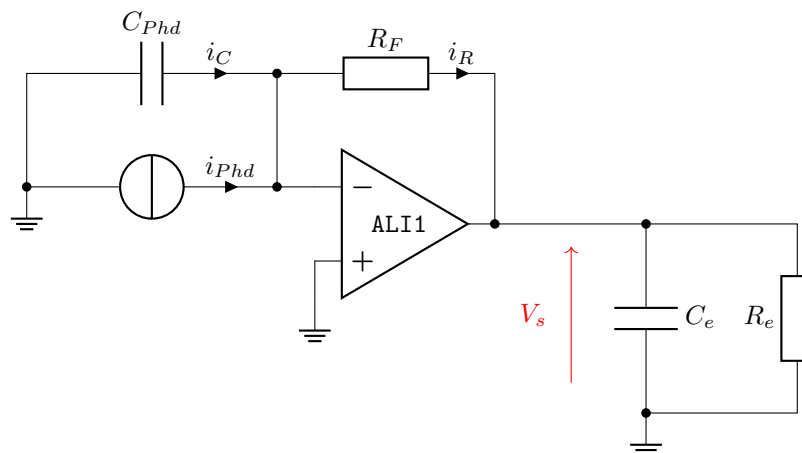 C_{Phd}
i_C
R_F
i_R
i_{Phd}
−
ALI1
+
V_s
C_e
R_e